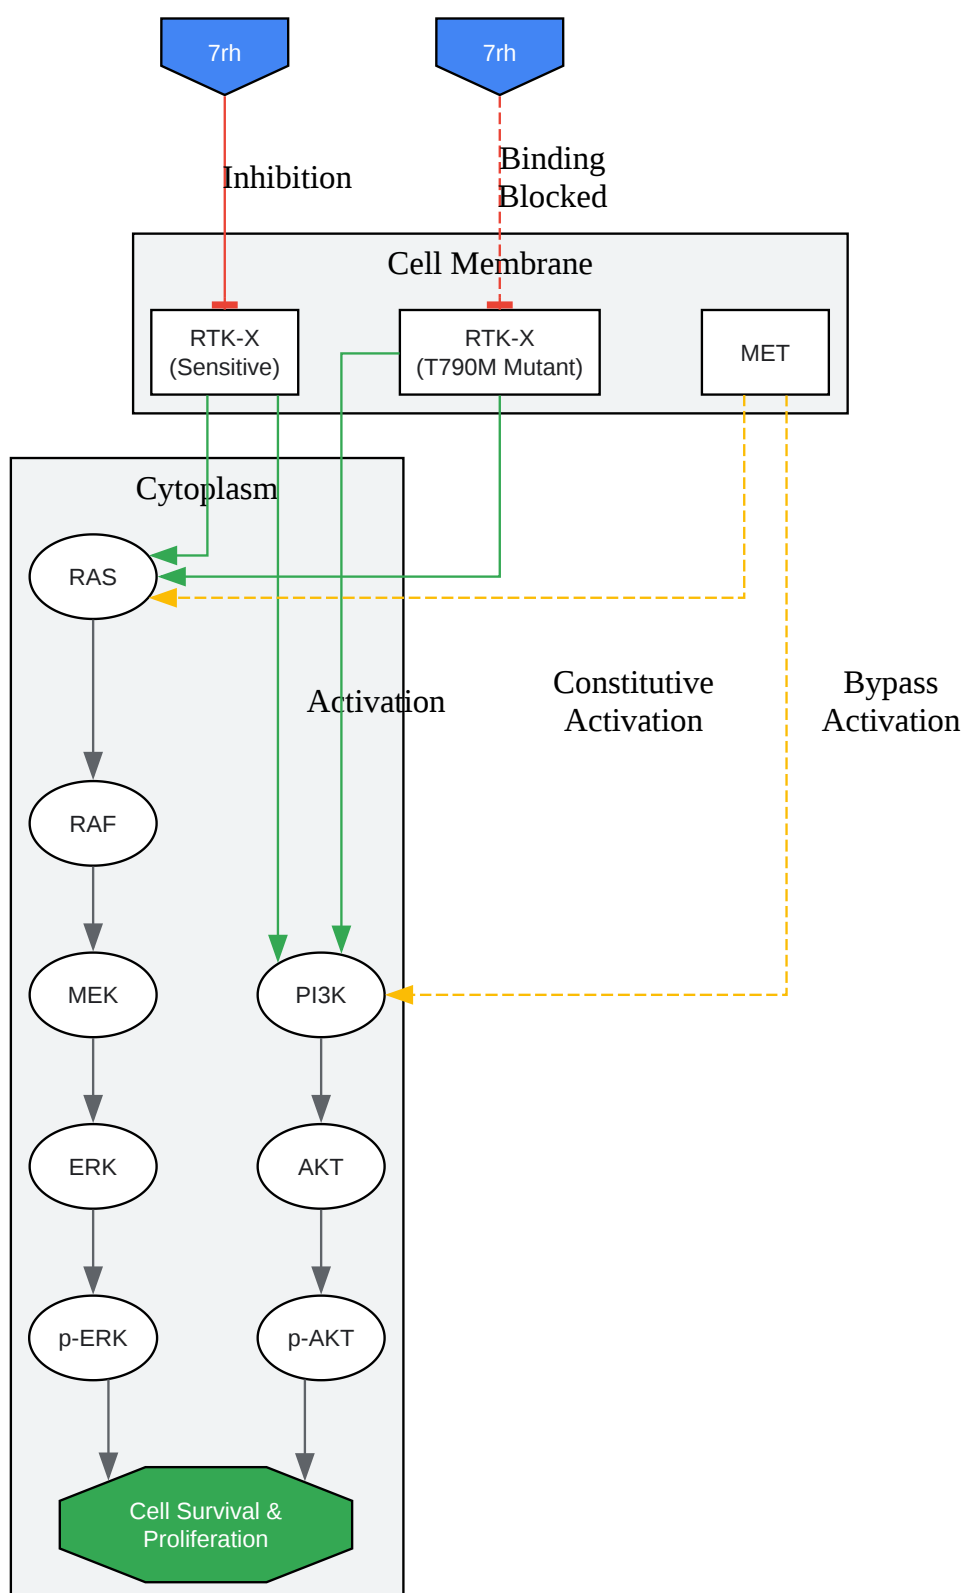 7rh
7rh
Inhibition
Binding
Blocked
Cell Membrane
RTK-X
(Sensitive)
RTK-X
(T790M Mutant)
MET
Cytoplasm
RAS
Activation
Constitutive
Activation
Bypass
Activation
RAF
MEK
PI3K
ERK
AKT
p-ERK
p-AKT
Cell Survival &
Proliferation